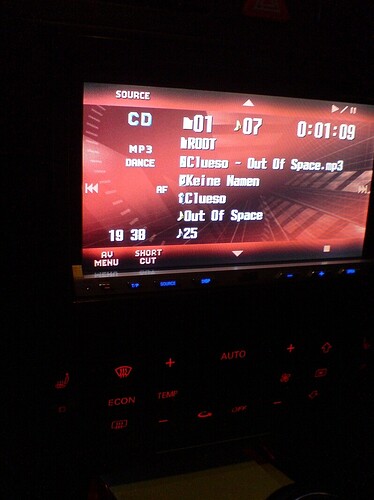 SOURCE
CD
01 07 0:01:09
ROOT
MP3
DANCE
Clueso - Out Of Space.mp3
AF
Keine Namen
Clueso
Out Of Space
19 38
25
AV MENU
SHORT CUT
SOURCE
AUTO
ECON
TEMP
OFF